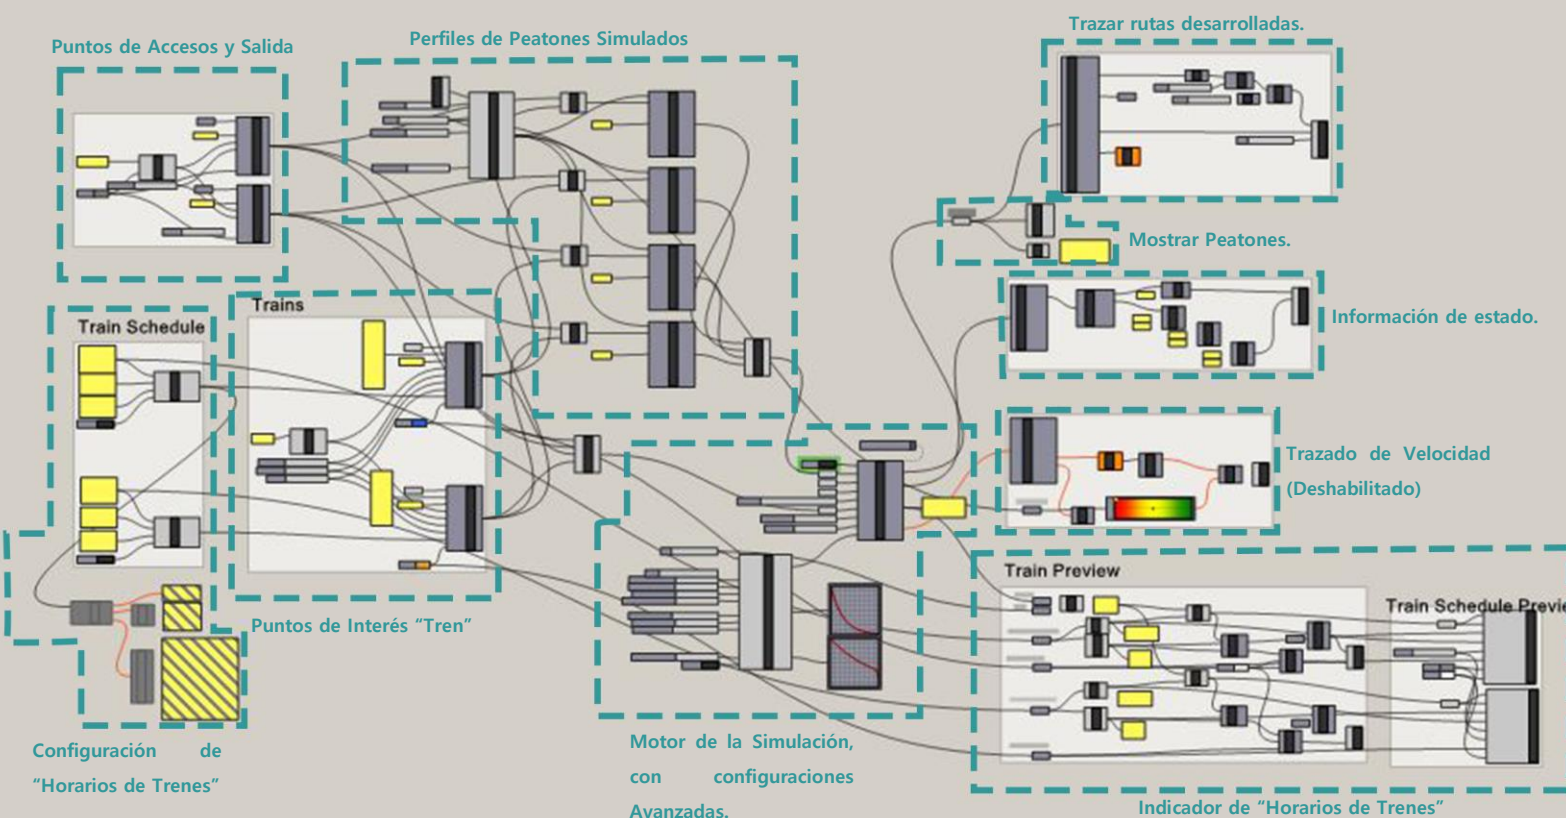 Puntos de Accesos y Salida
Perfiles de Peatones Simulados
Trazar rutas desarrolladas.
Mostrar Peatones.
Trains
Train Schedule
Información de estado.
Trazado de Velocidad
(Deshabilitado)
Train Preview
Train Schedule Previe
Puntos de Interés “Tren”
Configuración de
“Horarios de Trenes”
Motor de la Simulación,
con configuraciones
Avanzadas.
Indicador de “Horarios de Trenes”